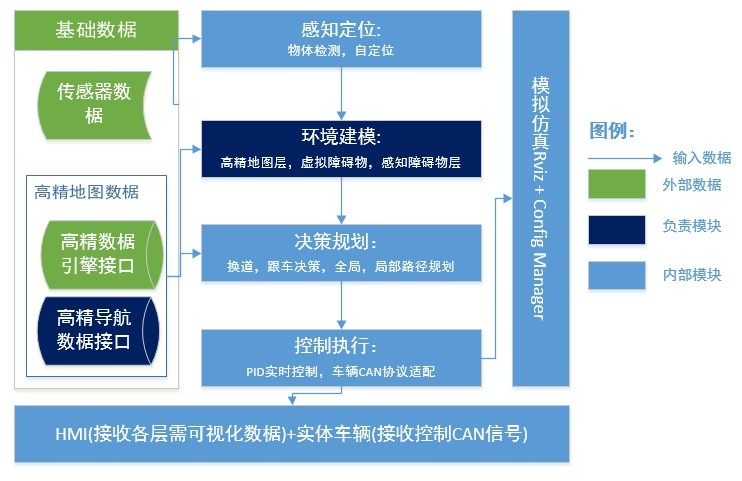 基础数据
传感器数
据
高精地图数据
高精数据
引擎接口
高精导航
数据接口
感知定位:
物体检测，自定位
环境建模:
高精地图层，虚拟障碍物，感知障碍物层
决策规划：
换道，跟车决策，全局，局部路径规划
控制执行：
PID实时控制，车辆CAN协议适配
模拟仿真Rviz + Config Manager
HMI(接收各层需可视化数据)+实体车辆(接收控制CAN信号)
图例：
输入数据
外部数据
负责模块
内部模块